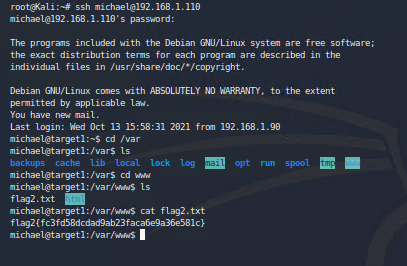 root@Kali:~# ssh michael@192.168.1.110
michael@192.168.1.110's password:
The programs included with the Debian GNU/Linux system are free software;
the exact distribution terms for each program are described in the
individual files in /usr/share/doc/*/copyright.
Debian GNU/Linux comes with ABSOLUTELY NO WARRANTY, to the extent
permitted by applicable law.
You have new mail.
Last login: Wed Oct 13 15:58:31 2021 from 192.168.1.90
michael@target1:~$ cd /var
michael@target1:/var$ ls
backups cache lib local lock log mail opt run spool tmp www
michael@target1:/var$ cd www
michael@target1:/var/www$ ls
flag2.txt html
michael@target1:/var/www$ cat flag2.txt
flag2{fc3fd58dcdad9ab23faca6e9a36e581c}
michael@target1:/var/www$